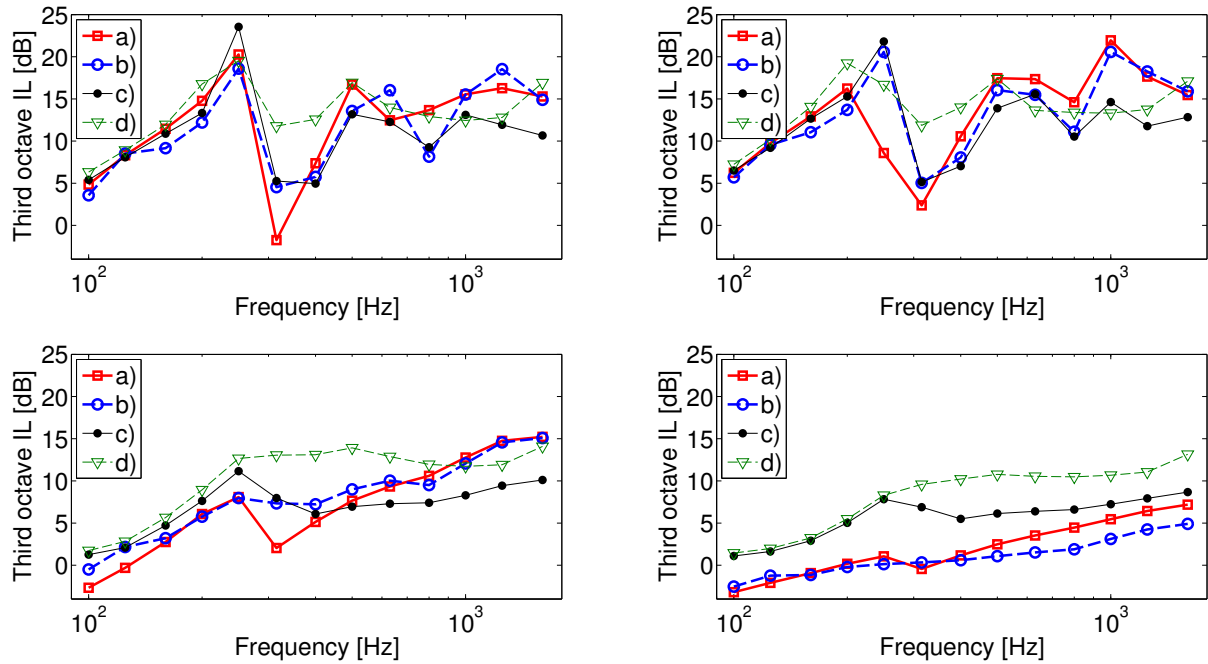 25
20
15
10
5
0
Third octave IL [dB]
a)
b)
c)
d)
10²
10³
Frequency [Hz]
25
20
15
10
5
0
Third octave IL [dB]
a)
b)
c)
d)
10²
10³
Frequency [Hz]
25
20
15
10
5
0
Third octave IL [dB]
a)
b)
c)
d)
10²
10³
Frequency [Hz]
25
20
15
10
5
0
Third octave IL [dB]
a)
b)
c)
d)
10²
10³
Frequency [Hz]